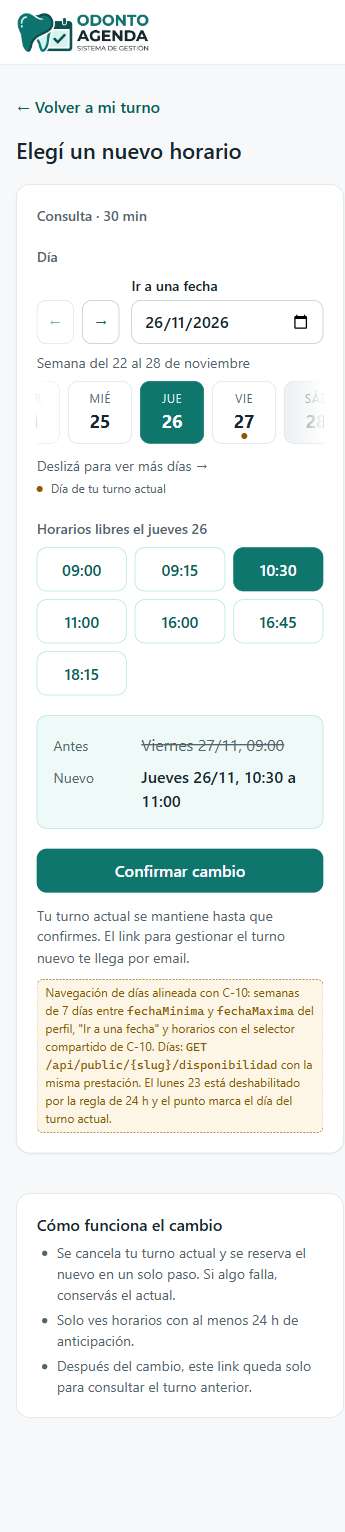 ODONTO
AGENDA
SISTEMA DE GESTIÓN
← Volver a mi turno
Elegí un nuevo horario
Consulta · 30 min
Día
Ir a una fecha
← → 26/11/2026
Semana del 22 al 28 de noviembre
MIÉ JUE VIE SÁB
25 26 27 28
Deslizá para ver más días →
Día de tu turno actual
Horarios libres el jueves 26
09:00 09:15 10:30
11:00 16:00 16:45
18:15
Antes Viernes 27/11, 09:00
Nuevo Jueves 26/11, 10:30 a
11:00
Confirmar cambio
Tu turno actual se mantiene hasta que
confirmes. El link para gestionar el turno
nuevo te llega por email.
Navegación de días alineada con C-10: semanas
de 7 días entre fechaMinima y fechaMaxima del
perfil, "Ir a una fecha" y horarios con el selector
compartido de C-10. Días: GET
/api/public/{slug}/disponibilidad con la
misma prestación. El lunes 23 está deshabilitado
por la regla de 24 h y el punto marca el día del
turno actual.
Cómo funciona el cambio
• Se cancela tu turno actual y se reserva el
nuevo en un solo paso. Si algo falla,
conservás el actual.
• Solo ves horarios con al menos 24 h de
anticipación.
• Después del cambio, este link queda solo
para consultar el turno anterior.